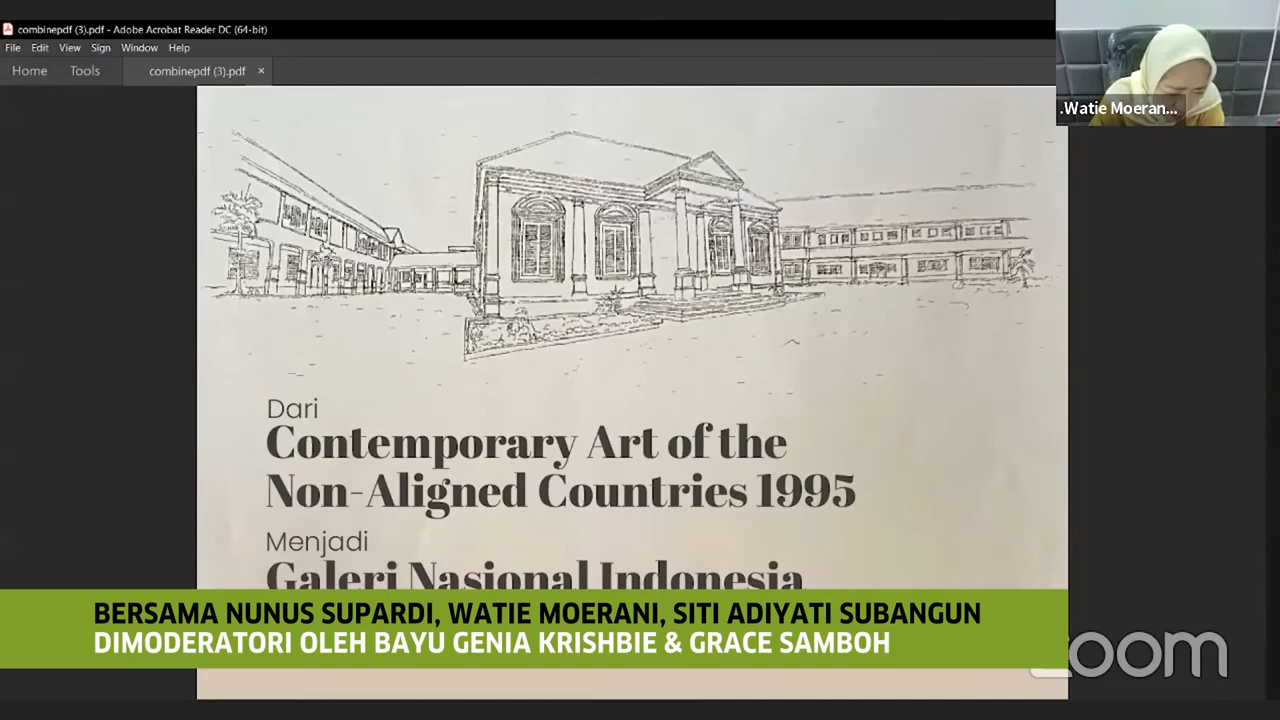 combinepdf (3).pdf - Adobe Acrobat Reader DC (64-bit)
File Edit View Sign Window Help
Home Tools combinepdf (3).pdf ×
.Watie Moeran...
Dari
Contemporary Art of the
Non-Aligned Countries 1995
Menjadi
Galeri Nasional Indonesia
BERSAMA NUNUS SUPARDI, WATIE MOERANI, SITI ADIYATI SUBANGUN
DIMODERATORI OLEH BAYU GENIA KRISHBIE & GRACE SAMBOH
zoom